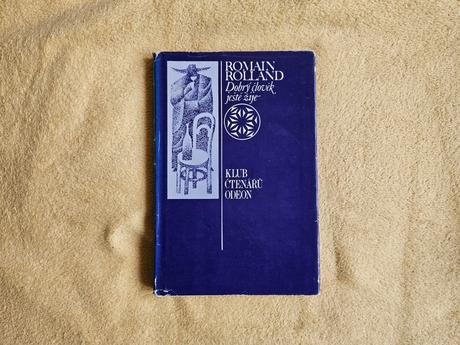 ROMAIN
ROLLAND
Dobrý člověk
ještě žije
KLUB
ČTENÁŘŮ
ODEON